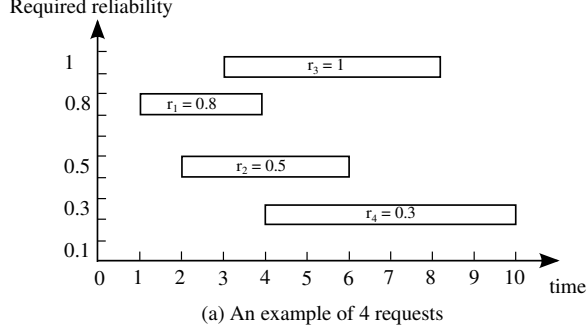 Required reliability
1
r₃ = 1
0.8
r₁ = 0.8
0.5
r₂ = 0.5
0.3
r₄ = 0.3
0.1
0 1 2 3 4 5 6 7 8 9 10 time
(a) An example of 4 requests